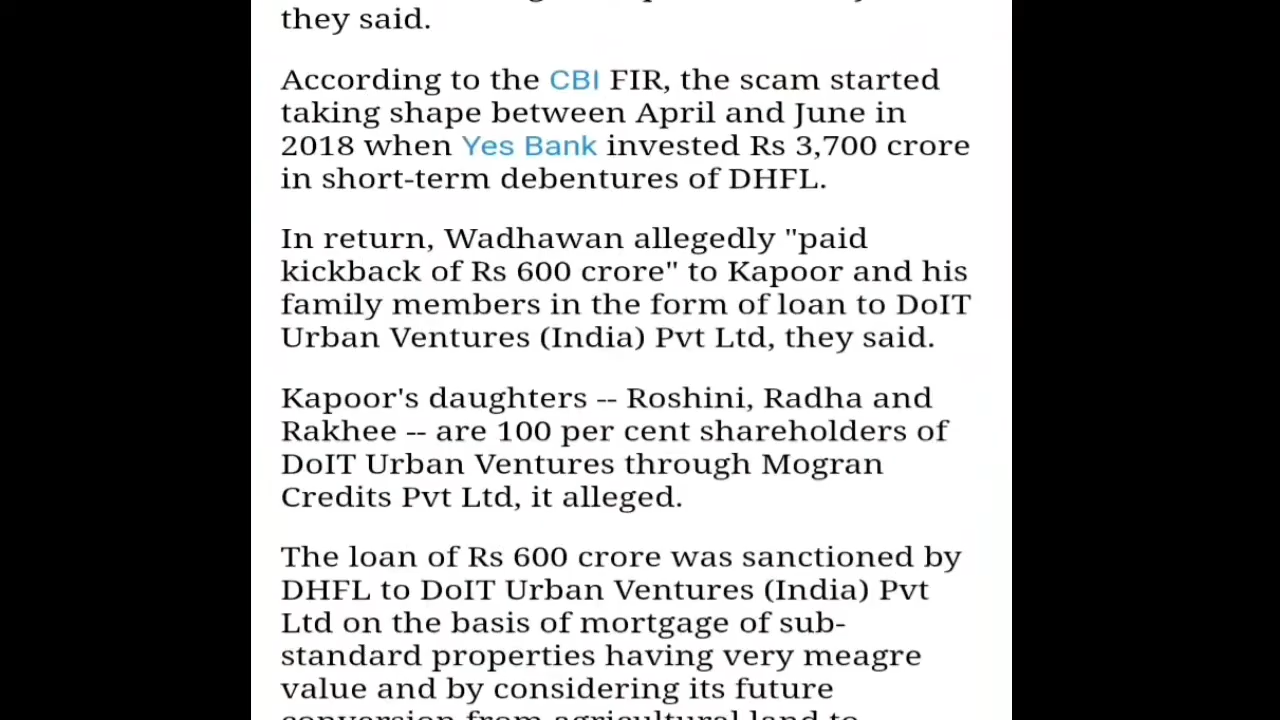 they said.
According to the CBI FIR, the scam started
taking shape between April and June in
2018 when Yes Bank invested Rs 3,700 crore
in short-term debentures of DHFL.
In return, Wadhawan allegedly "paid
kickback of Rs 600 crore" to Kapoor and his
family members in the form of loan to DoIT
Urban Ventures (India) Pvt Ltd, they said.
Kapoor's daughters -- Roshini, Radha and
Rakhee -- are 100 per cent shareholders of
DoIT Urban Ventures through Mogran
Credits Pvt Ltd, it alleged.
The loan of Rs 600 crore was sanctioned by
DHFL to DoIT Urban Ventures (India) Pvt
Ltd on the basis of mortgage of sub-
standard properties having very meagre
value and by considering its future
conversion from agricultural land to